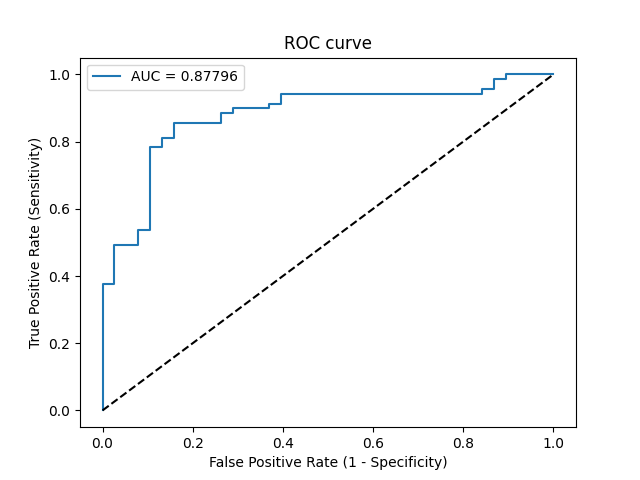 ROC curve
AUC = 0.87796
True Positive Rate (Sensitivity)
1.0
0.8
0.6
0.4
0.2
0.0
0.0 0.2 0.4 0.6 0.8 1.0
False Positive Rate (1 - Specificity)